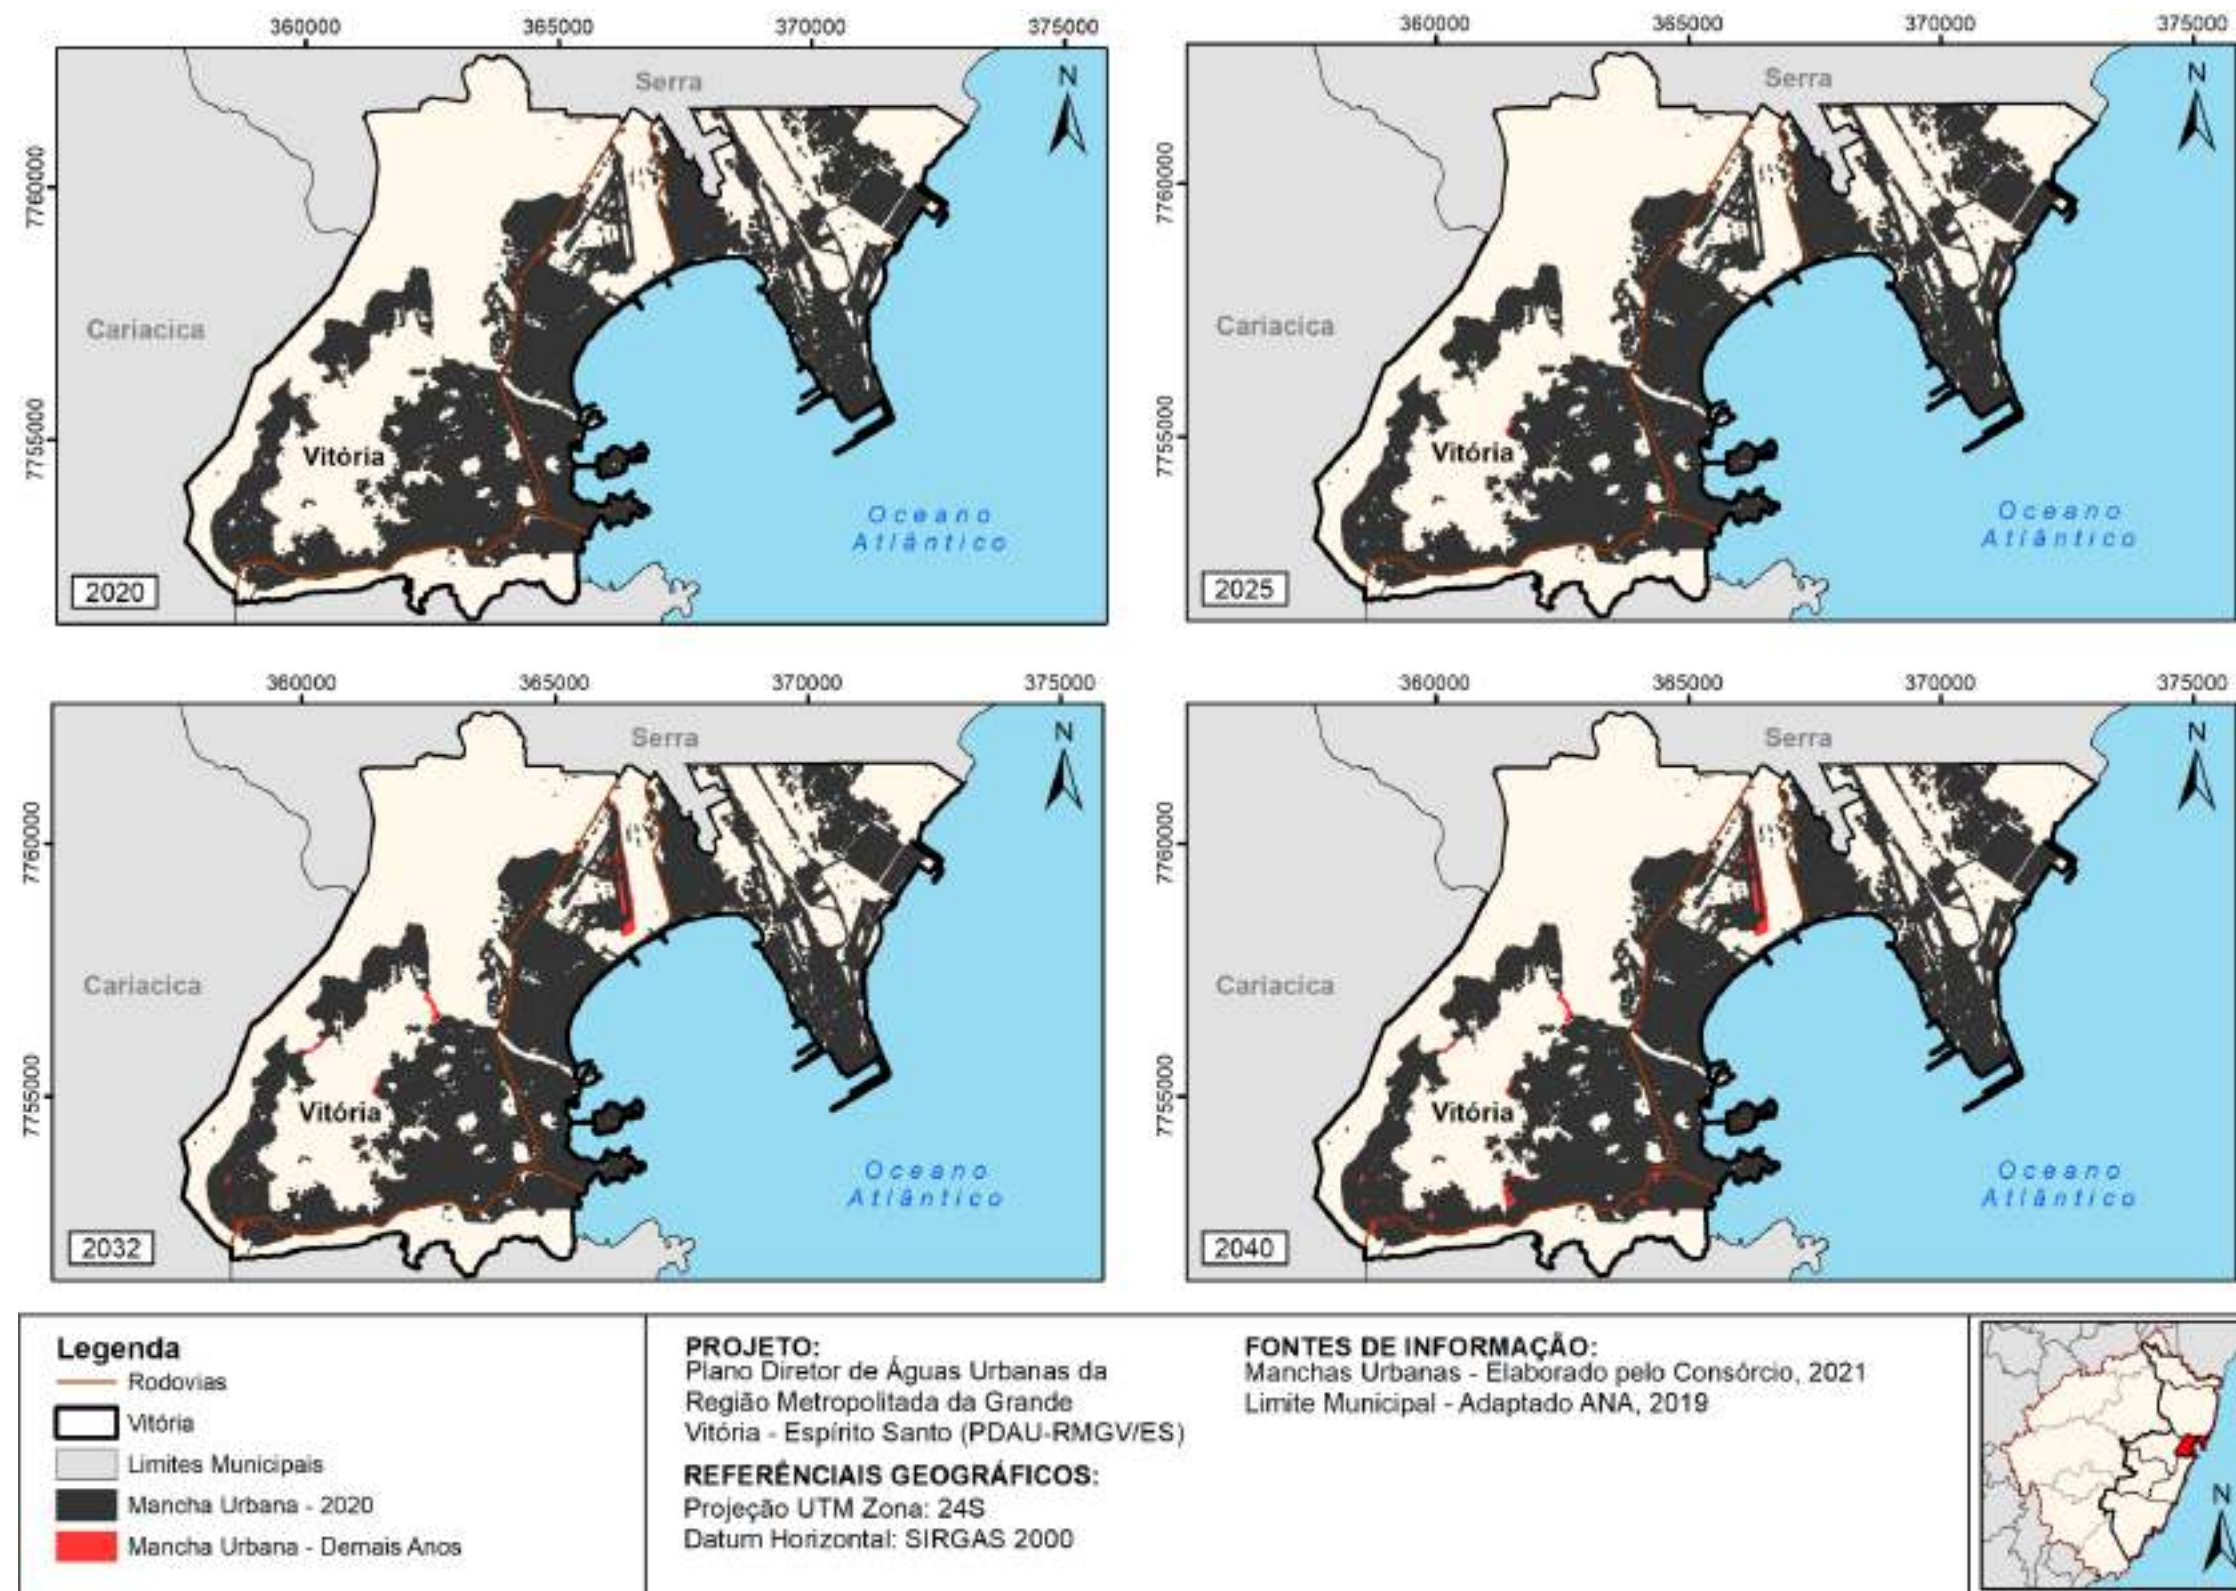 360000 365000 370000 375000
7760000
7755000
Serra
N
Cariacica
Vitória
Oceano
Atlântico
2020
360000 365000 370000 375000
7760000
7755000
Serra
N
Cariacica
Vitória
Oceano
Atlântico
2025
360000 365000 370000 375000
7760000
7755000
Serra
N
Cariacica
Vitória
Oceano
Atlântico
2032
360000 365000 370000 375000
7760000
7755000
Serra
N
Cariacica
Vitória
Oceano
Atlântico
2040
Legenda
Rodovias
Vitória
Limites Municipais
Mancha Urbana - 2020
Mancha Urbana - Demais Anos
PROJETO:
Plano Diretor de Águas Urbanas da
Região Metropolitada da Grande
Vitória - Espírito Santo (PDAU-RMGV/ES)
REFERÊNCIAIS GEOGRÁFICOS:
Projeção UTM Zona: 24S
Datum Horizontal: SIRGAS 2000
FONTES DE INFORMAÇÃO:
Manchas Urbanas - Elaborado pelo Consórcio, 2021
Limite Municipal - Adaptado ANA, 2019
N